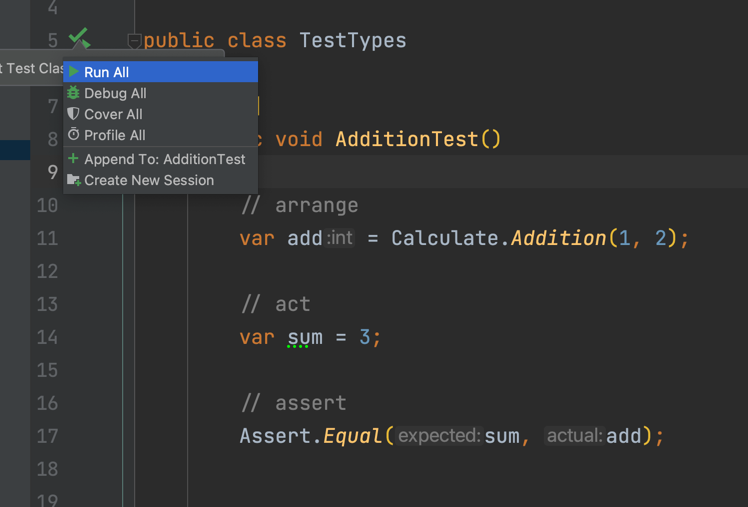 4
5 public class TestTypes
t Test Clas
Run All
7
Debug All
Cover All
8 c void AdditionTest()
Profile All
Append To: AdditionTest
9
Create New Session
10 // arrange
11 var add:int = Calculate.Addition(1, 2);
12
13 // act
14 var sum = 3;
15
16 // assert
17 Assert.Equal(expected:sum, actual:add);
18
19